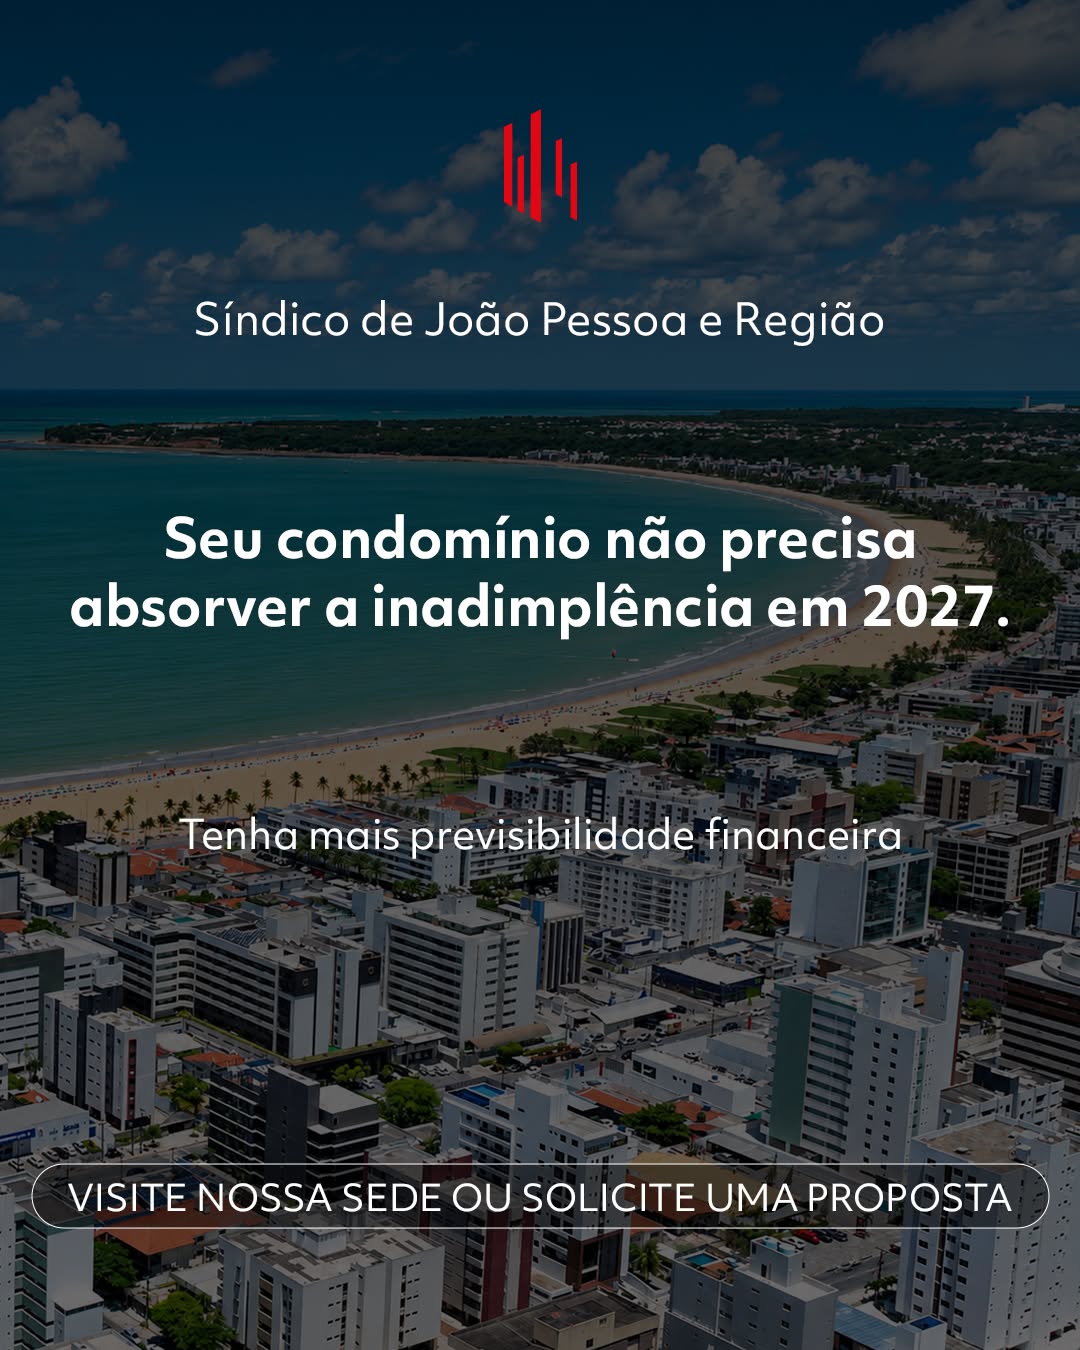 Síndico de João Pessoa e Região
Seu condomínio não precisa
absorver a inadimplência em 2027.
Tenha mais previsibilidade financeira
VISITE NOSSA SEDE OU SOLICITE UMA PROPOSTA